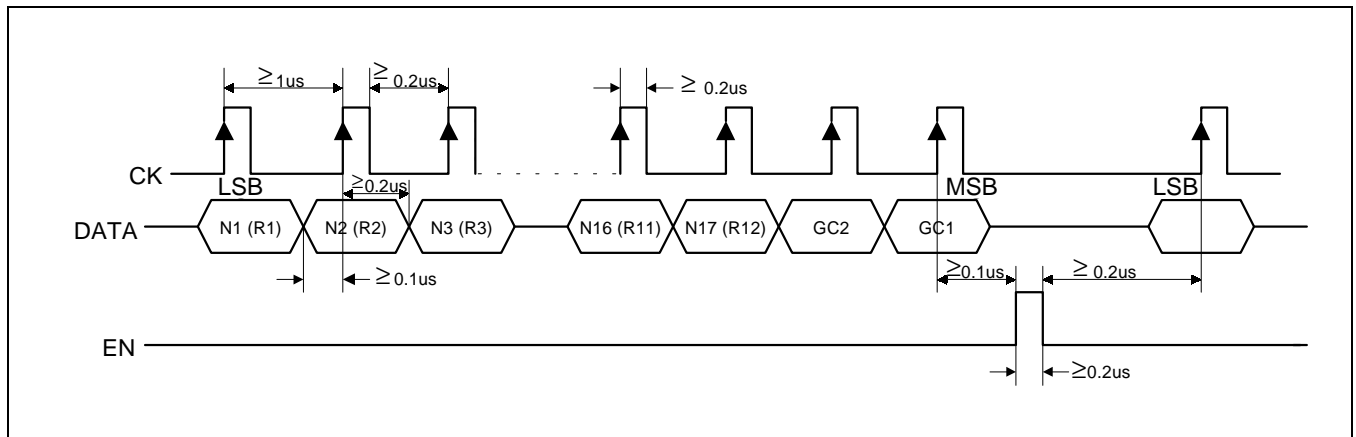 ≥1us ≥0.2us ≥ 0.2us
CK
LSB ≥0.2us MSB LSB
DATA N1 (R1) N2 (R2) N3 (R3) N16 (R11) N17 (R12) GC2 GC1
≥0.1us ≥0.1us ≥ 0.2us
EN
≥0.2us